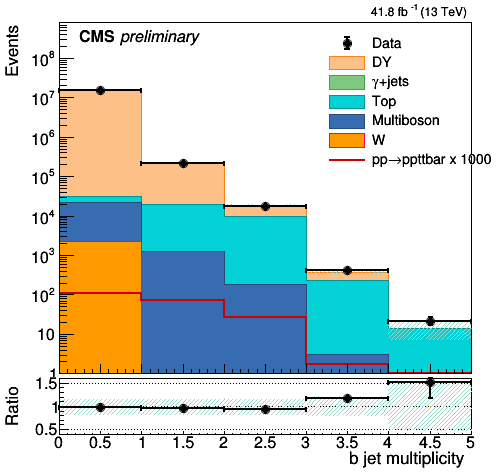 41.8 fb⁻¹ (13 TeV)
CMS preliminary
Events
Data
DY
γ+jets
Top
Multiboson
W
pp→ppttbar x 1000
10⁸
10⁷
10⁶
10⁵
10⁴
10³
10²
10
1
Ratio
1.5
1
0.5
0 0.5 1 1.5 2 2.5 3 3.5 4 4.5 5
b jet multiplicity